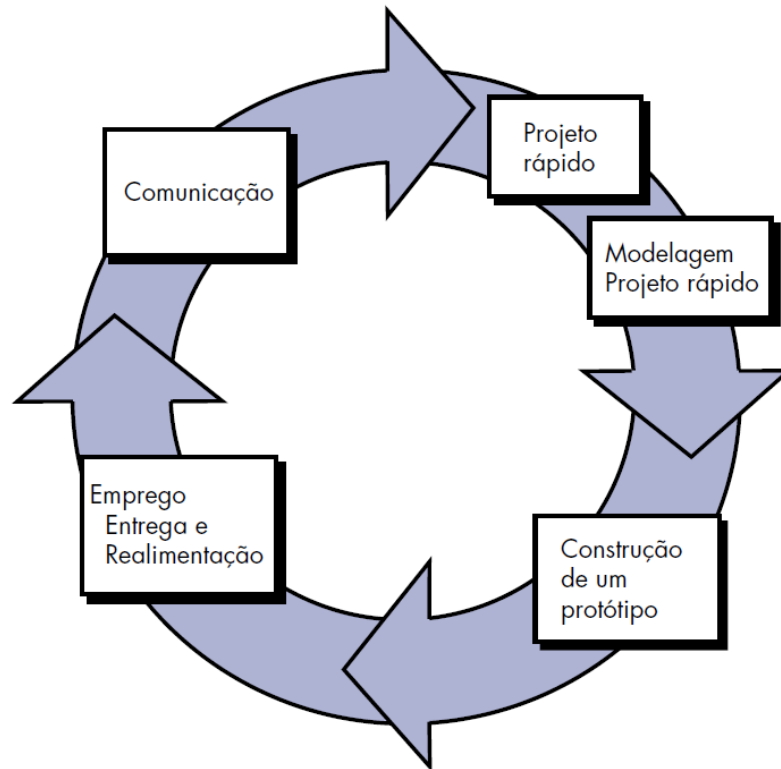 Comunicação
Projeto
rápido
Modelagem
Projeto rápido
Construção
de um
protótipo
Emprego
Entrega e
Realimentação